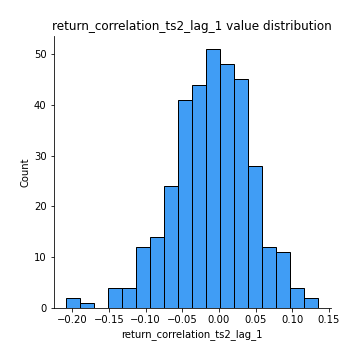 return_correlation_ts2_lag_1 value distribution
50
40
30
20
10
0
Count
−0.20 −0.15 −0.10 −0.05 0.00 0.05 0.10 0.15
return_correlation_ts2_lag_1